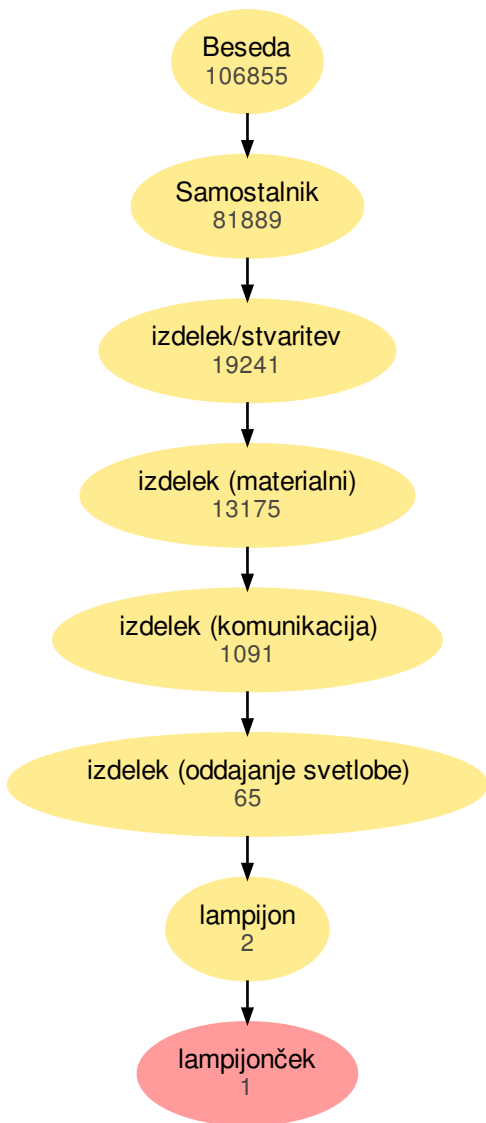 Beseda
106855
Samostalnik
81889
izdelek/stvaritev
19241
izdelek (materialni)
13175
izdelek (komunikacija)
1091
izdelek (oddajanje svetlobe)
65
lampijon
2
lampijonček
1